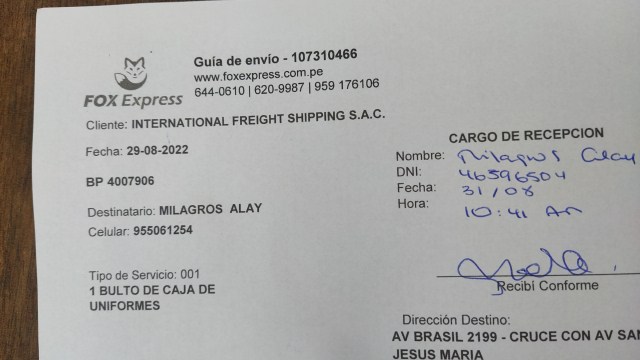 Guía de envío - 107310466
www.foxexpress.com.pe
644-0610 | 620-9987 | 959 176106
FOX Express
Cliente: INTERNATIONAL FREIGHT SHIPPING S.A.C.
Fecha: 29-08-2022
BP 4007906
Destinatario: MILAGROS ALAY
Celular: 955061254
Tipo de Servicio: 001
1 BULTO DE CAJA DE
UNIFORMES
CARGO DE RECEPCION
Nombre: Milagros Alay
DNI: 46596504
Fecha: 31/08
Hora: 10:41 Am
Recibí Conforme
Dirección Destino:
AV BRASIL 2199 - CRUCE CON AV SAN
JESUS MARIA